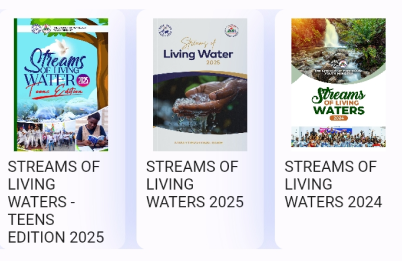 Streams
OF LIVING
WATER
2025
Teens Edition
STREAMS OF
LIVING
WATERS -
TEENS
EDITION 2025
Streams of
Living Water
2025
STREAMS OF
LIVING
WATERS 2025
Streams
OF LIVING
WATERS
2024
STREAMS OF
LIVING
WATERS 2024